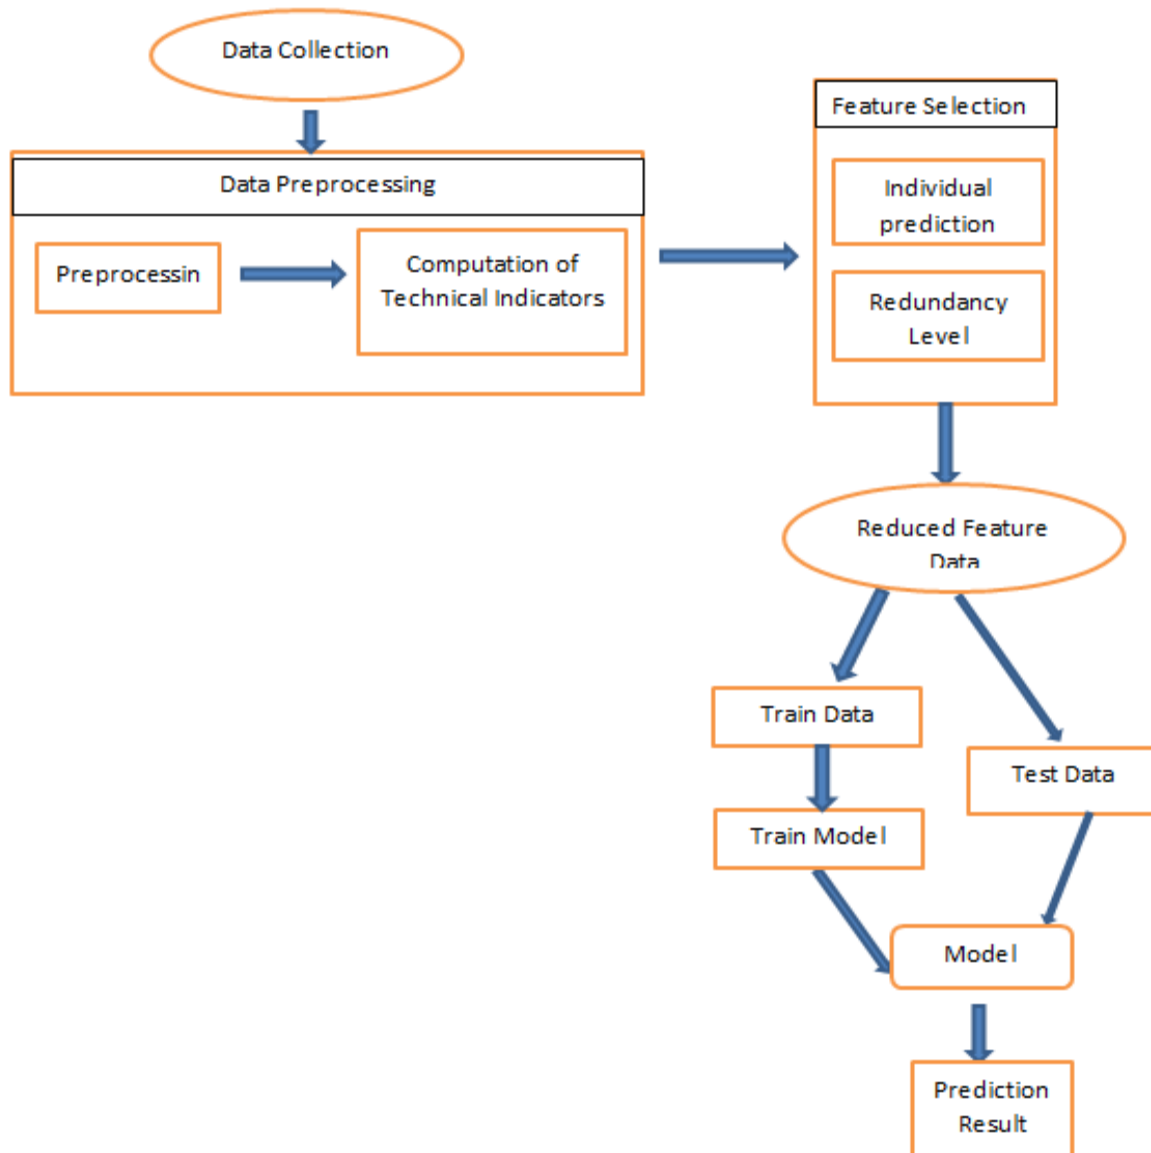 Data Collection
Data Preprocessing
Preprocessin
Computation of
Technical Indicators
Feature Selection
Individual
prediction
Redundancy
Level
Reduced Feature
Data
Train Data
Test Data
Train Model
Model
Prediction
Result